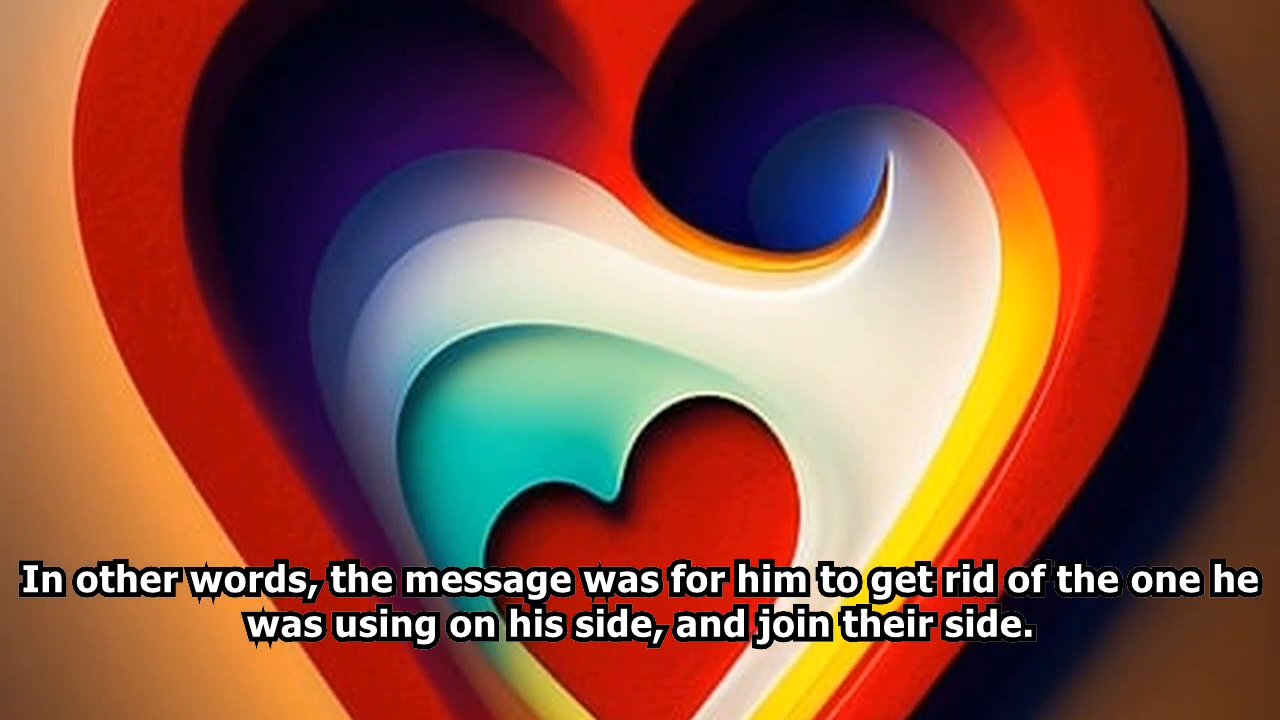 In other words, the message was for him to get rid of the one he
was using on his side, and join their side.